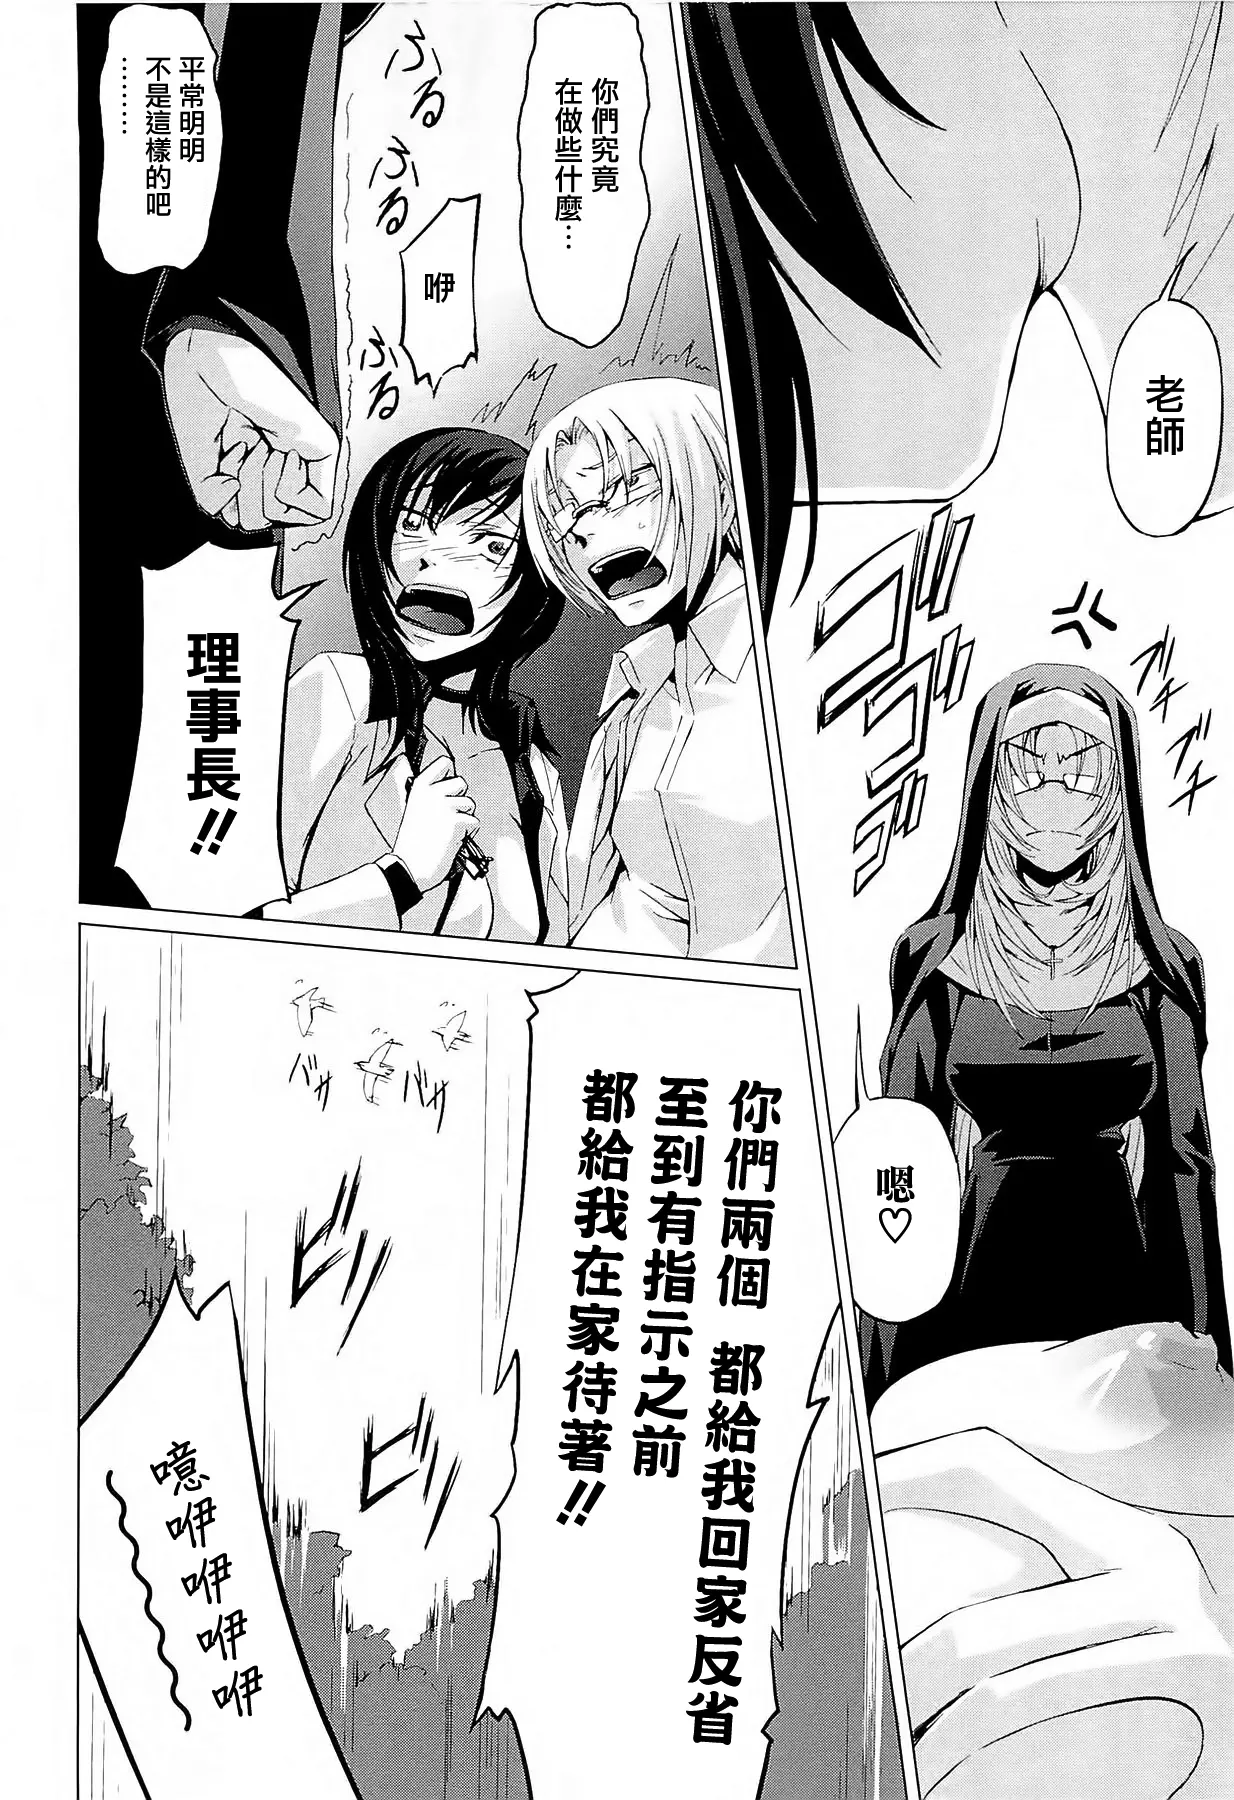 老師
ゴゴゴゴ
ブチ
ブチ
嗯♡
你們究竟
在做些什麼…
咿
ふるふるふる
平常明明
不是這樣的吧
………
理事長!!
你們兩個 都給我回家反省
至到有指示之前
都給我在家待著!!
バサ
バサ
ビビ
噫咿咿咿咿